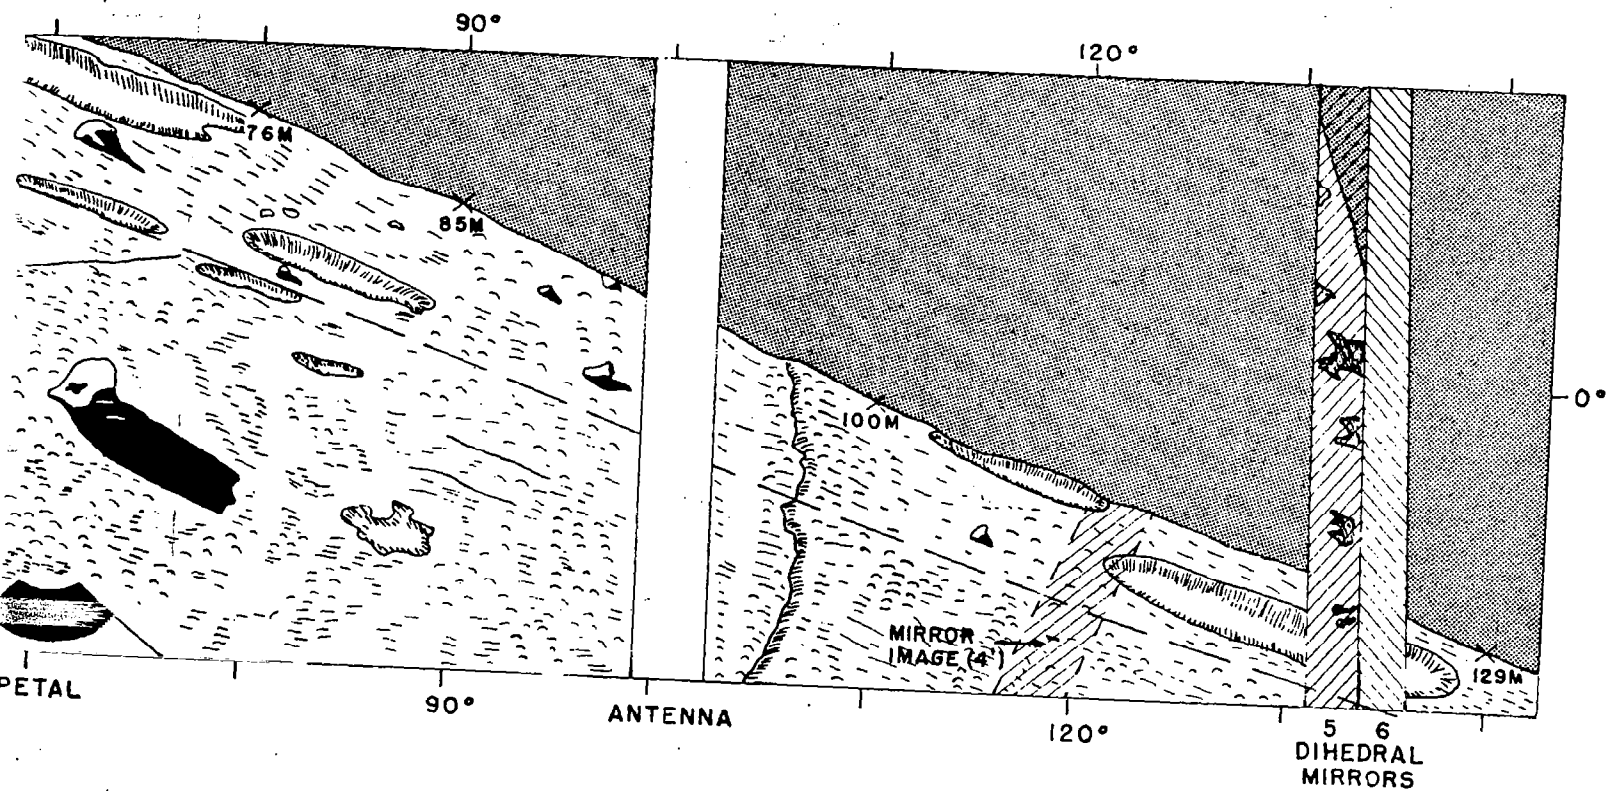 90°
120°
76M
85M
0°
100M
MIRROR
IMAGE (4')
129M
PETAL
90°
ANTENNA
120°
5 6
DIHEDRAL
MIRRORS